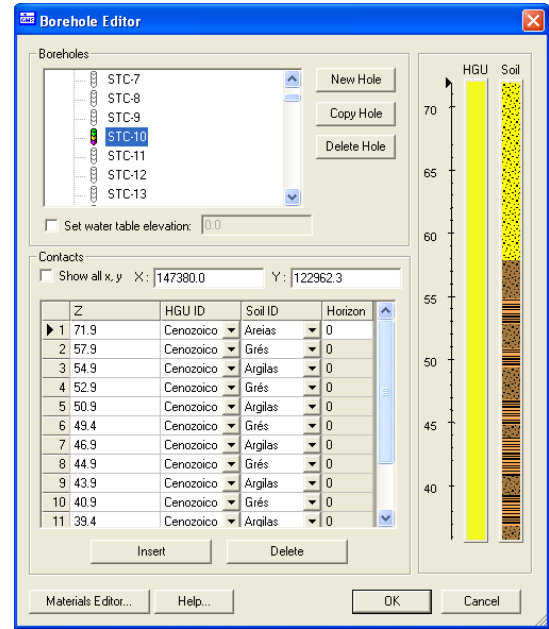 GMS Borehole Editor
Boreholes
STC-7
STC-8
STC-9
STC-10
STC-11
STC-12
STC-13
New Hole
Copy Hole
Delete Hole
Set water table elevation: 0.0
Contacts
Show all x, y X: 147380.0 Y: 122962.3
Z HGU ID Soil ID Horizon
1 71.9 Cenozoico Areias 0
2 57.9 Cenozoico Grés 0
3 54.9 Cenozoico Argilas 0
4 52.9 Cenozoico Grés 0
5 50.9 Cenozoico Argilas 0
6 49.4 Cenozoico Grés 0
7 46.9 Cenozoico Argilas 0
8 44.9 Cenozoico Grés 0
9 43.9 Cenozoico Argilas 0
10 40.9 Cenozoico Grés 0
11 39.4 Cenozoico Argilas 0
Insert Delete
HGU Soil
70
65
60
55
50
45
40
Materials Editor... Help... OK Cancel